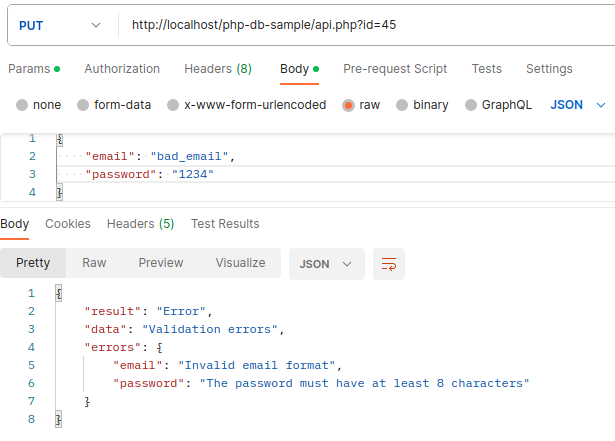 PUT http://localhost/php-db-sample/api.php?id=45
Params Authorization Headers (8) Body Pre-request Script Tests Settings
none form-data x-www-form-urlencoded raw binary GraphQL JSON
1 {
2 "email": "bad_email",
3 "password": "1234"
4 }
Body Cookies Headers (5) Test Results
Pretty Raw Preview Visualize JSON
1 {
2 "result": "Error",
3 "data": "Validation errors",
4 "errors": {
5 "email": "Invalid email format",
6 "password": "The password must have at least 8 characters"
7 }
8 }